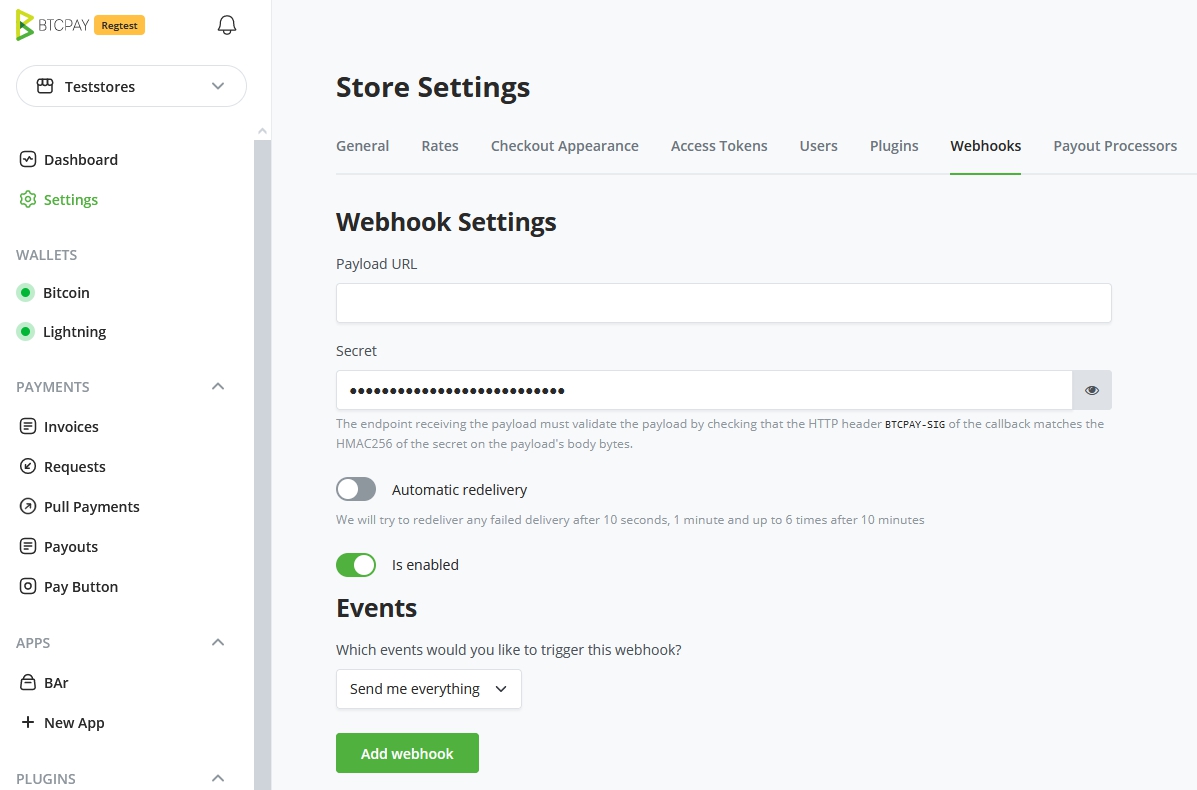 BTCPAY Regtest
Teststores
Dashboard
Settings
WALLETS
Bitcoin
Lightning
PAYMENTS
Invoices
Requests
Pull Payments
Payouts
Pay Button
APPS
BAr
New App
PLUGINS
Store Settings
General Rates Checkout Appearance Access Tokens Users Plugins Webhooks Payout Processors
Webhook Settings
Payload URL
Secret
•••••••••••••••••••••••••••
The endpoint receiving the payload must validate the payload by checking that the HTTP header BTCPAY-SIG of the callback matches the
HMAC256 of the secret on the payload's body bytes.
Automatic redelivery
We will try to redeliver any failed delivery after 10 seconds, 1 minute and up to 6 times after 10 minutes
Is enabled
Events
Which events would you like to trigger this webhook?
Send me everything
Add webhook